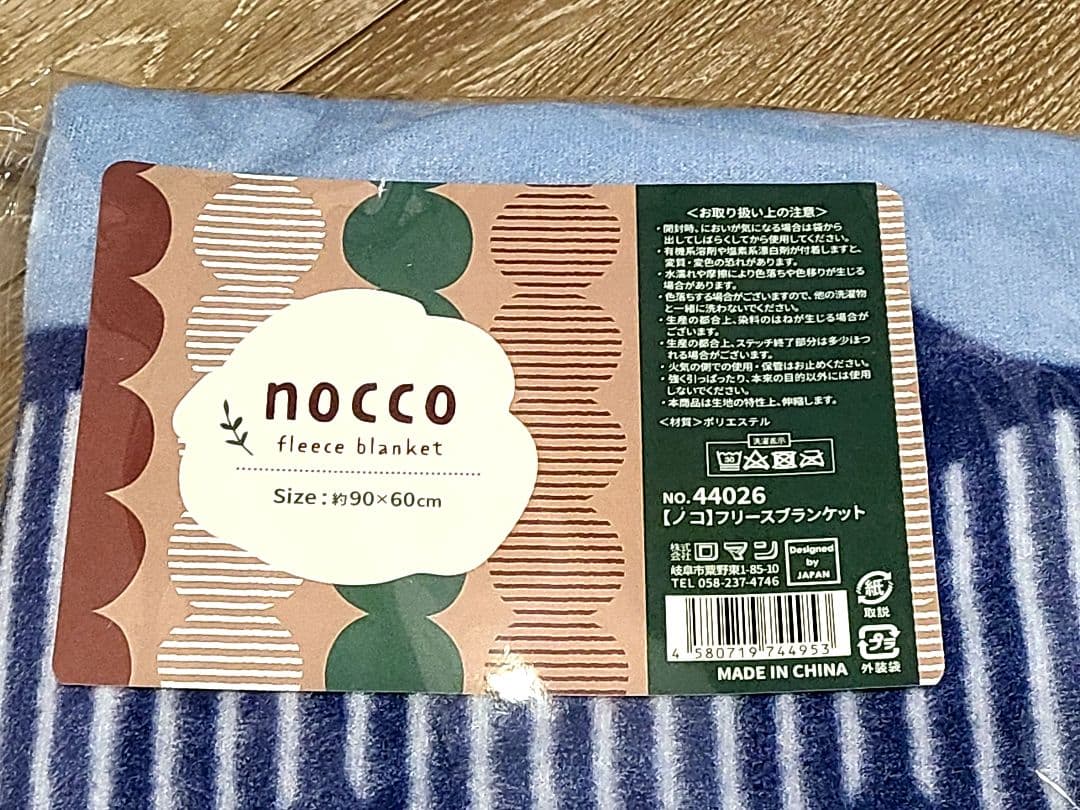 nocco
fleece blanket
Size：約90×60cm
＜お取り扱い上の注意＞
・開封時、においが気になる場合は袋から
出してしばらくしてから使用してください。
・有機系溶剤や塩素系漂白剤が付着しますと、
変質・変色の恐れがあります。
・水濡れや摩擦により色落ちや色移りが生じる
場合があります。
・色落ちする場合がございますので、他の洗濯物
と一緒に洗わないでください。
・生産の都合上、染料のはねが生じる場合が
ございます。
・生産の都合上、ステッチ終了部分は多少ほつ
れる場合がございます。
・火気の側での使用・保管はお止めください。
・強く引っぱったり、本来の目的以外には使用
しないでください。
・本商品は生地の特性上、伸縮します。
＜材質＞ポリエステル
洗濯表示
NO.44026
【ノコ】フリースブランケット
株式会社ロマン
岐阜市粟野東1-85-10
TEL 058-237-4746
Designed
by
JAPAN
4 580719 744953
MADE IN CHINA
紙
取説
プラ
外装袋